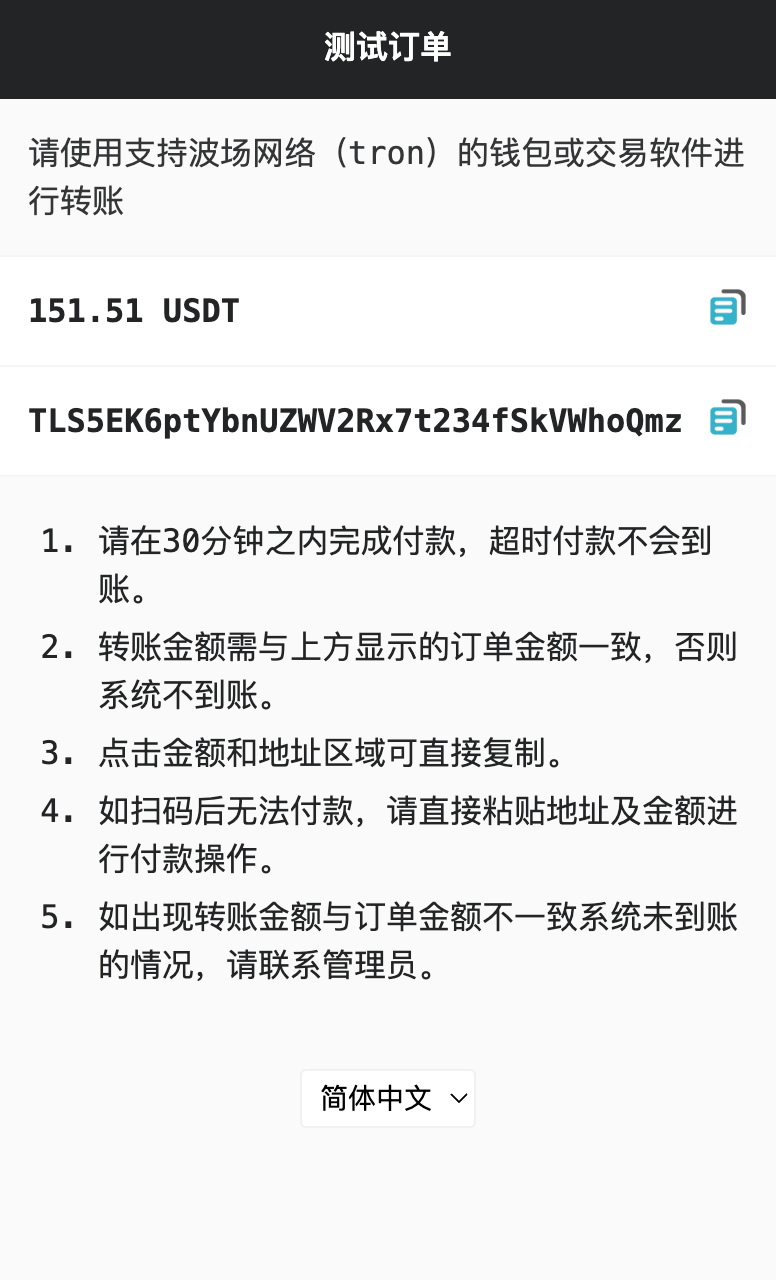 测试订单
请使用支持波场网络（tron）的钱包或交易软件进
行转账
151.51 USDT
TLS5EK6ptYbnUZWV2Rx7t234fSkVWhoQmz
1. 请在30分钟之内完成付款，超时付款不会到
账。
2. 转账金额需与上方显示的订单金额一致，否则
系统不到账。
3. 点击金额和地址区域可直接复制。
4. 如扫码后无法付款，请直接粘贴地址及金额进
行付款操作。
5. 如出现转账金额与订单金额不一致系统未到账
的情况，请联系管理员。
简体中文